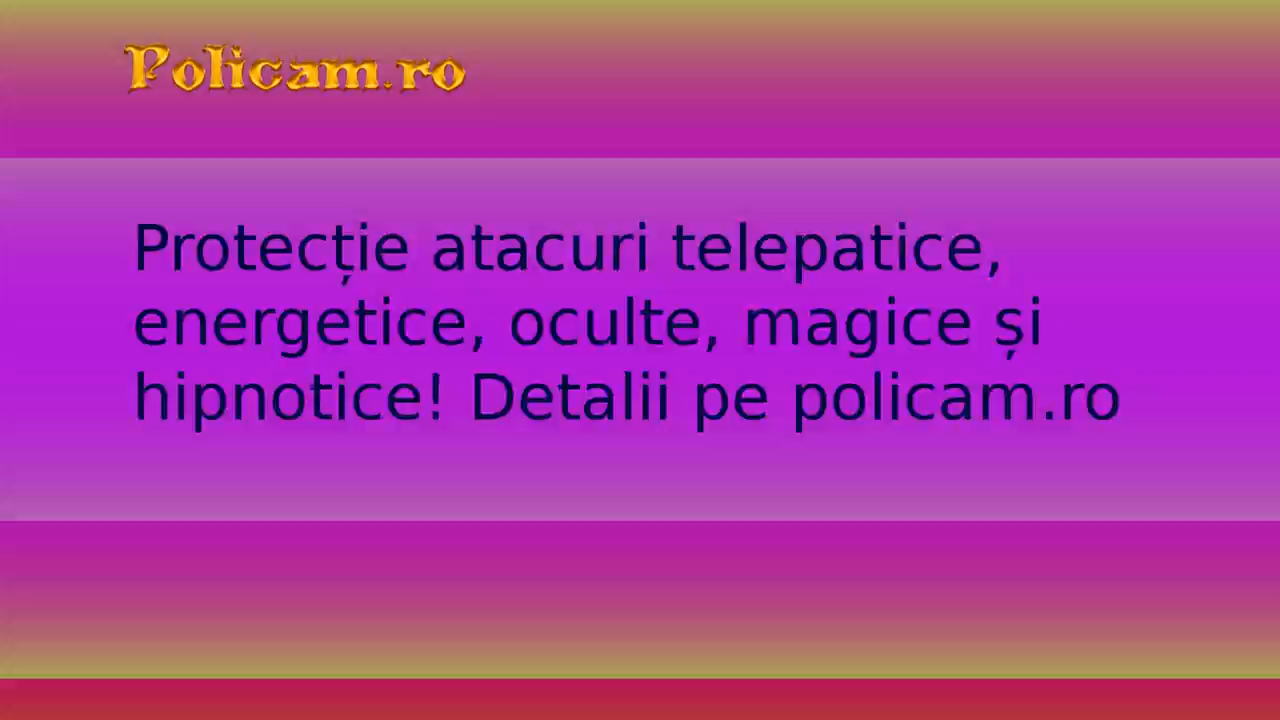 Policam.ro
Protecție atacuri telepatice,
energetice, oculte, magice și
hipnotice! Detalii pe policam.ro